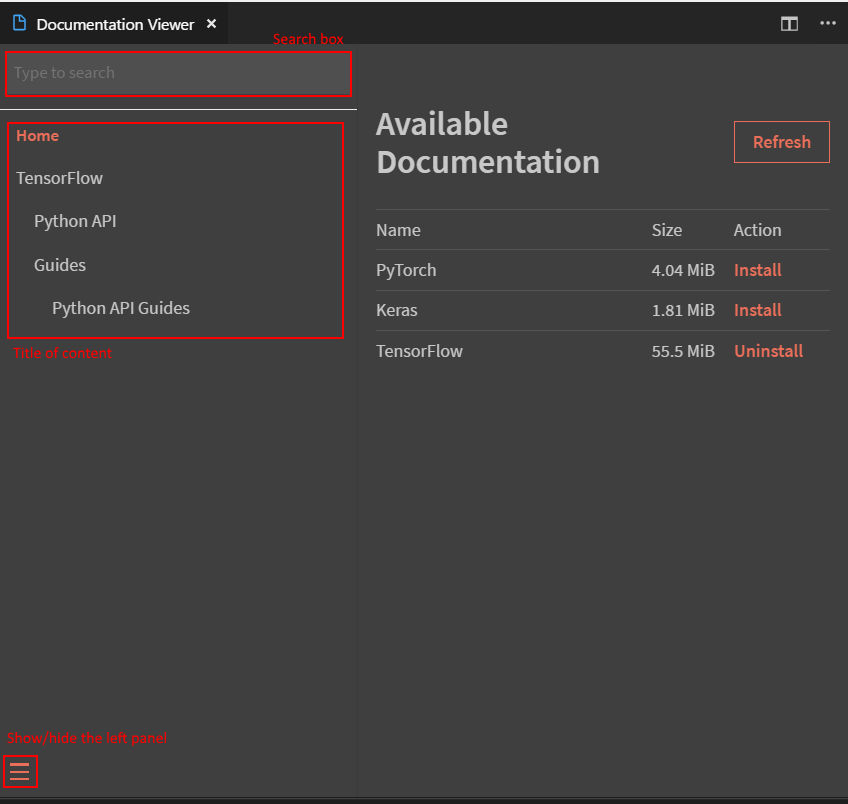 Documentation Viewer
Search box
Type to search
Home
TensorFlow
Python API
Guides
Python API Guides
Title of content
Show/hide the left panel
Available
Documentation
Refresh
Name Size Action
PyTorch 4.04 MiB Install
Keras 1.81 MiB Install
TensorFlow 55.5 MiB Uninstall